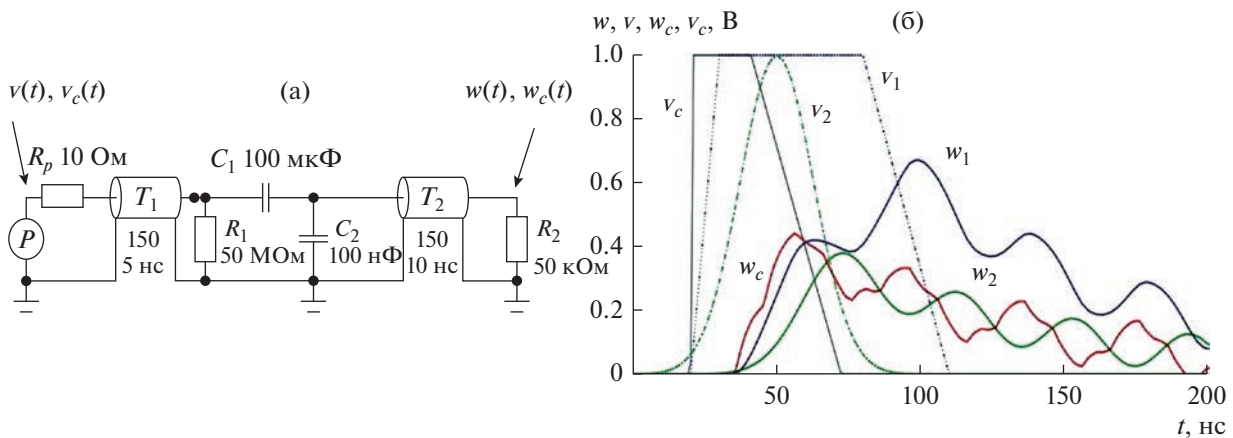 (а)
v(t), v_c(t)
w(t), w_c(t)
R_p 10 Ом
C_1 100 мкФ
P
T_1
150
5 нс
R_1
50 МОм
C_2
100 нФ
T_2
150
10 нс
R_2
50 кОм
w, v, w_c, v_c, В
(б)
1.0
0.8
0.6
0.4
0.2
0
v_c
v_2
v_1
w_1
w_c
w_2
50
100
150
200
t, нс